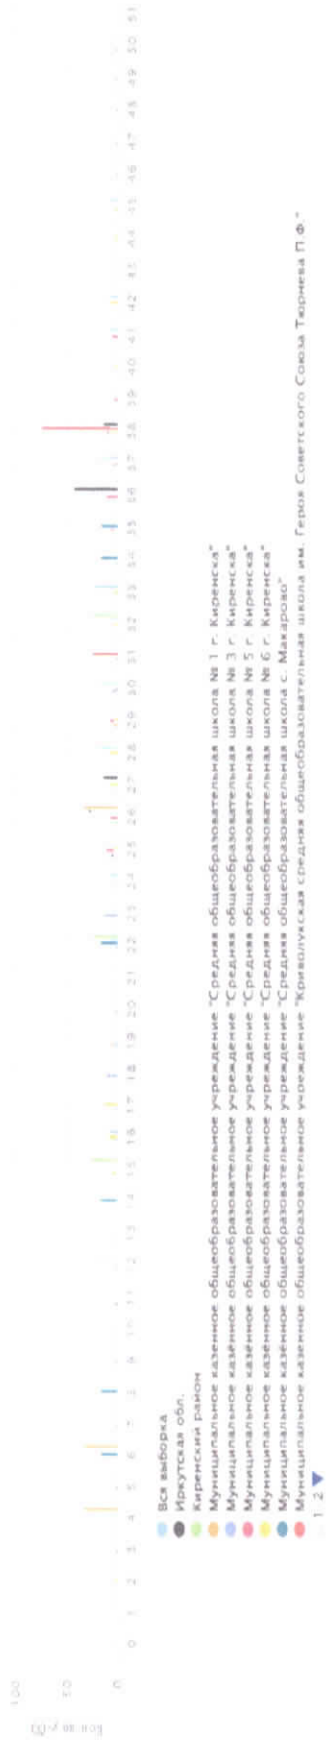 100
50
0
0 1 2 3 4 5 6 7 8 9 10 11 12 13 14 15 16 17 18 19 20 21 22 23 24 25 26 27 28 29 30 31 32 33 34 35 36 37 38 39 40 41 42 43 44 45 46 47 48 49 50 51
Вся выборка
Иркутская обл.
Киренский район
Муниципальное казенное общеобразовательное учреждение "Средняя общеобразовательная школа № 1 г. Киренска"
Муниципальное казённое общеобразовательное учреждение "Средняя общеобразовательная школа № 3 г. Киренска"
Муниципальное казённое общеобразовательное учреждение "Средняя общеобразовательная школа № 5 г. Киренска"
Муниципальное казённое общеобразовательное учреждение "Средняя общеобразовательная школа № 6 г. Киренска"
Муниципальное казённое общеобразовательное учреждение "Средняя общеобразовательная школа с. Макарово"
Муниципальное казенное общеобразовательное учреждение "Криволукская средняя общеобразовательная школа им. Героя Советского Союза Тюрнева П.Ф."
1 2